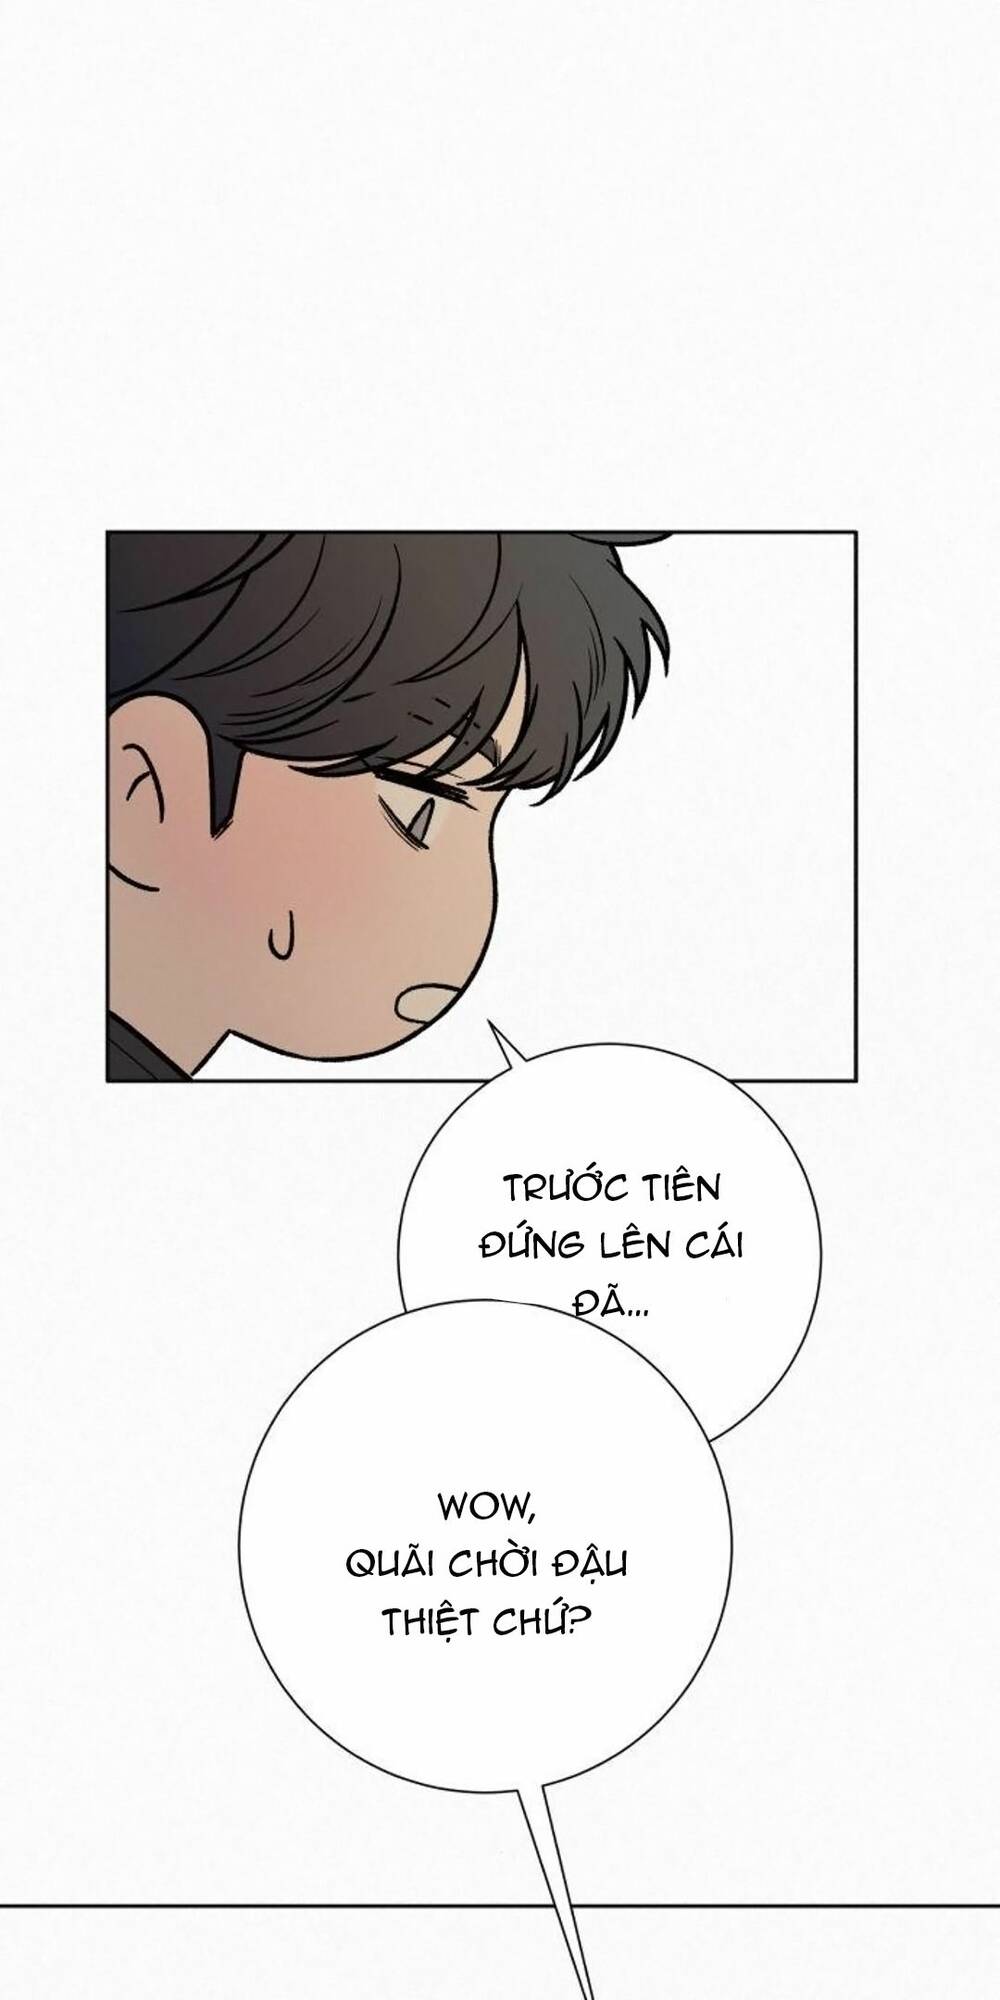 TRƯỚC TIÊN
ĐỨNG LÊN CÁI
ĐÃ...
WOW,
QUÃI CHỜI ĐẬU
THIỆT CHỨ?